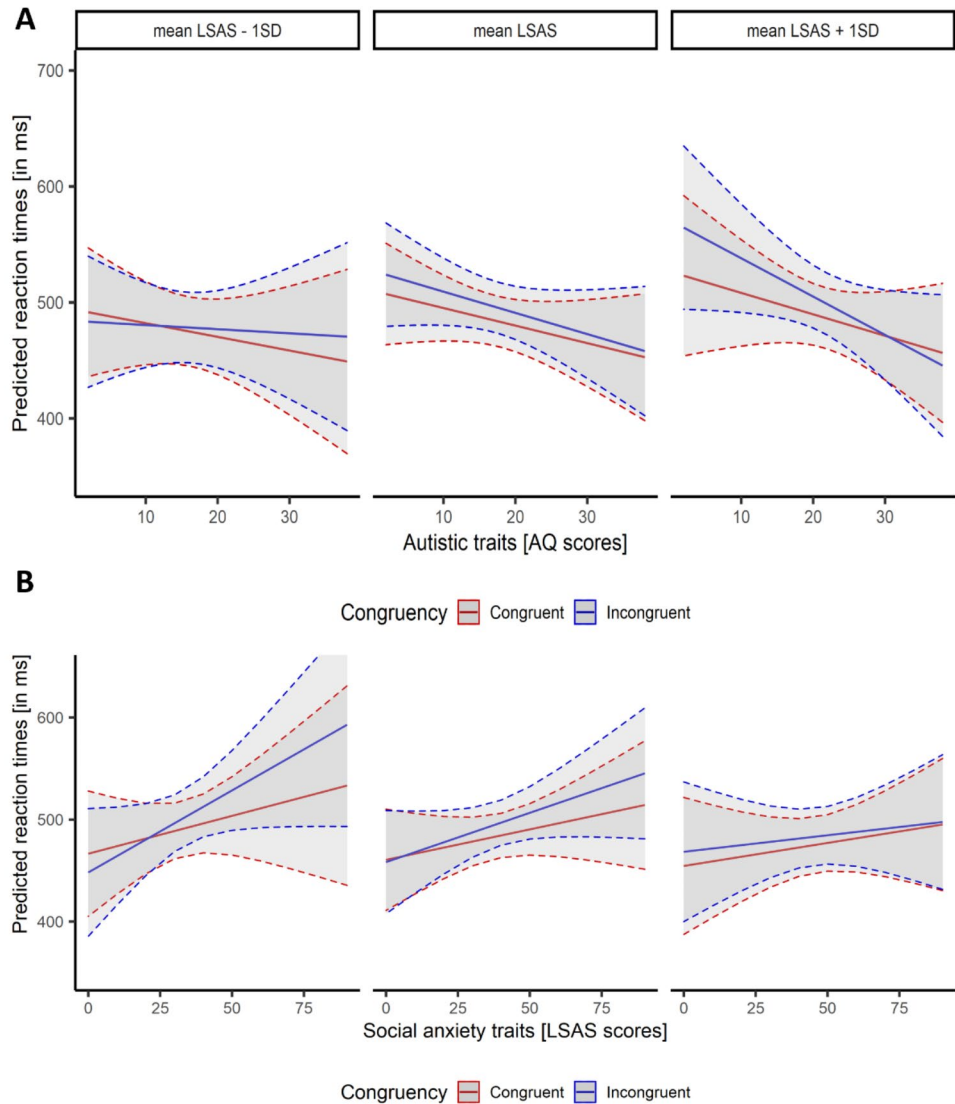 A
mean LSAS - 1SD
mean LSAS
mean LSAS + 1SD
Predicted reaction times [in ms]
700
600
500
400
10 20 30
10 20 30
10 20 30
Autistic traits [AQ scores]
B
Congruency Congruent Incongruent
Predicted reaction times [in ms]
600
500
400
0 25 50 75
0 25 50 75
0 25 50 75
Social anxiety traits [LSAS scores]
Congruency Congruent Incongruent